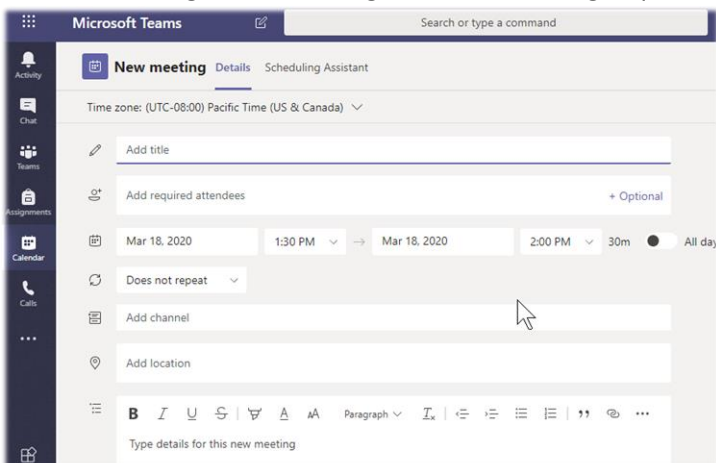 Microsoft Teams Search or type a command
Activity
Chat
Teams
Assignments
Calendar
Calls
New meeting Details Scheduling Assistant
Time zone: (UTC-08:00) Pacific Time (US & Canada)
Add title
Add required attendees + Optional
Mar 18, 2020 1:30 PM → Mar 18, 2020 2:00 PM 30m All day
Does not repeat
Add channel
Add location
B I U S A AA Paragraph Tx
Type details for this new meeting